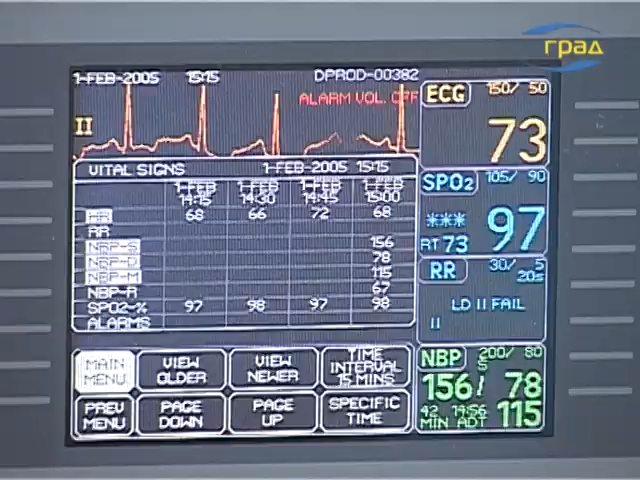 град
1-FEB-2005 15:15 DPROD-00382
ALARM VOL. OFF
II
ECG 150/ 50
73
VITAL SIGNS 1-FEB-2005 15:15
1-FEB 1-FEB 1-FEB 1-FEB
14:15 14:30 14:45 15:00
HR 68 66 72 68
RR
NBP-S 156
NBP-D 78
NBP-M 115
NBP-R 67
SPO2-% 97 98 97 98
ALARMS
SPO2 105/ 90
*** 97
RT 73
RR 30/ 5
20s
LD II FAIL
II
NBP 200/ 80
S
156/ 78
42 14:56 115
MIN ADT
MAIN MENU
VIEW OLDER
VIEW NEWER
TIME INTERVAL 15 MINS
PREV MENU
PAGE DOWN
PAGE UP
SPECIFIC TIME